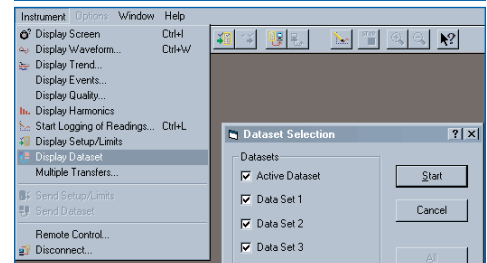 Instrument Options Window Help
Display Screen Ctrl+I
Display Waveform... Ctrl+W
Display Trend...
Display Events...
Display Quality...
Display Harmonics
Start Logging of Readings... Ctrl+L
Display Setup/Limits
Display Dataset
Multiple Transfers...
Send Setup/Limits
Send Dataset
Remote Control...
Disconnect...
STOP
Dataset Selection
Datasets
Active Dataset
Data Set 1
Data Set 2
Data Set 3
Start
Cancel
All